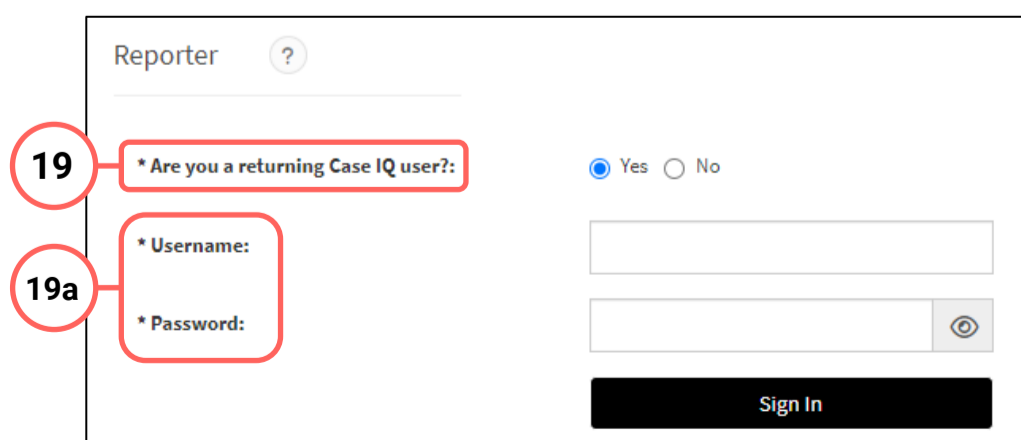 Reporter ?
19 * Are you a returning Case IQ user?: Yes No
* Username:
19a
* Password:
Sign In